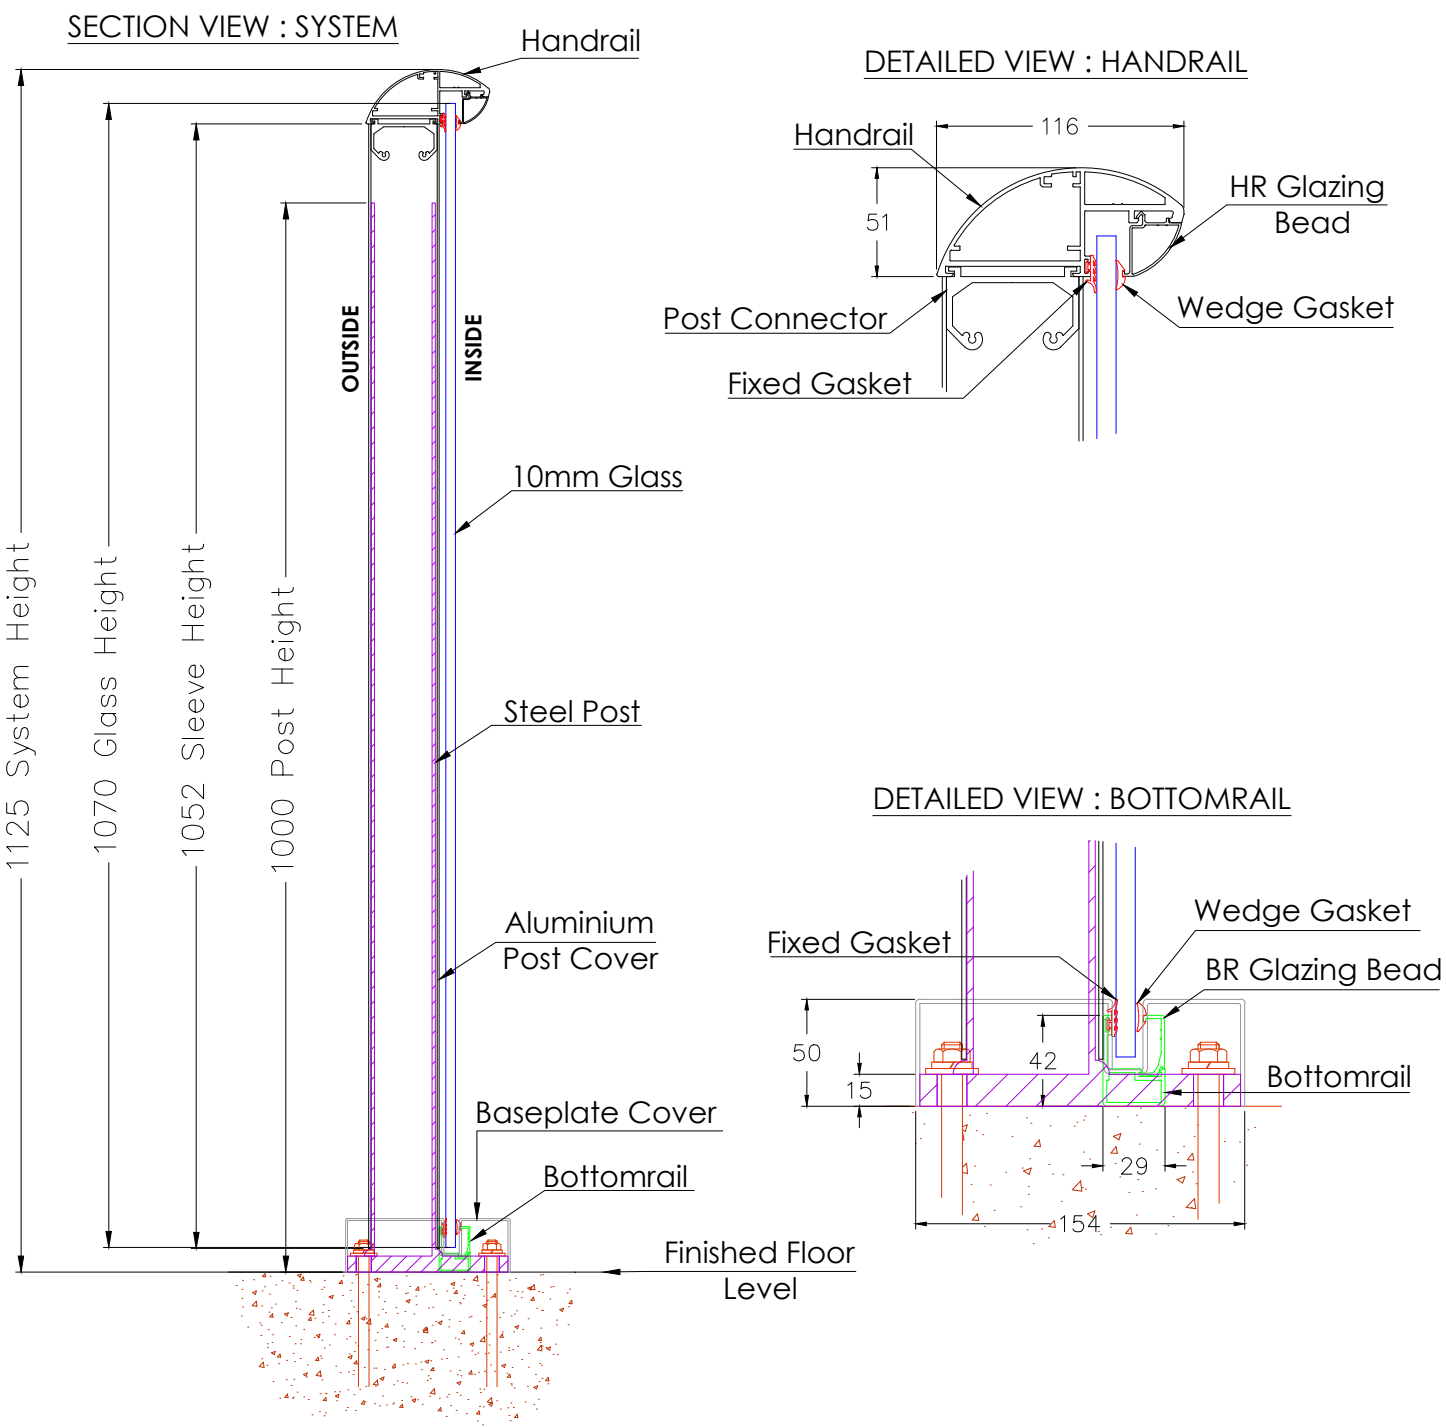 SECTION VIEW : SYSTEM
Handrail
1125 System Height
1070 Glass Height
1052 Sleeve Height
1000 Post Height
OUTSIDE
INSIDE
10mm Glass
Steel Post
Aluminium
Post Cover
Baseplate Cover
Bottomrail
Finished Floor
Level
DETAILED VIEW : HANDRAIL
116
Handrail
51
HR Glazing
Bead
Post Connector
Wedge Gasket
Fixed Gasket
DETAILED VIEW : BOTTOMRAIL
Wedge Gasket
Fixed Gasket
BR Glazing Bead
50
42
15
Bottomrail
29
154